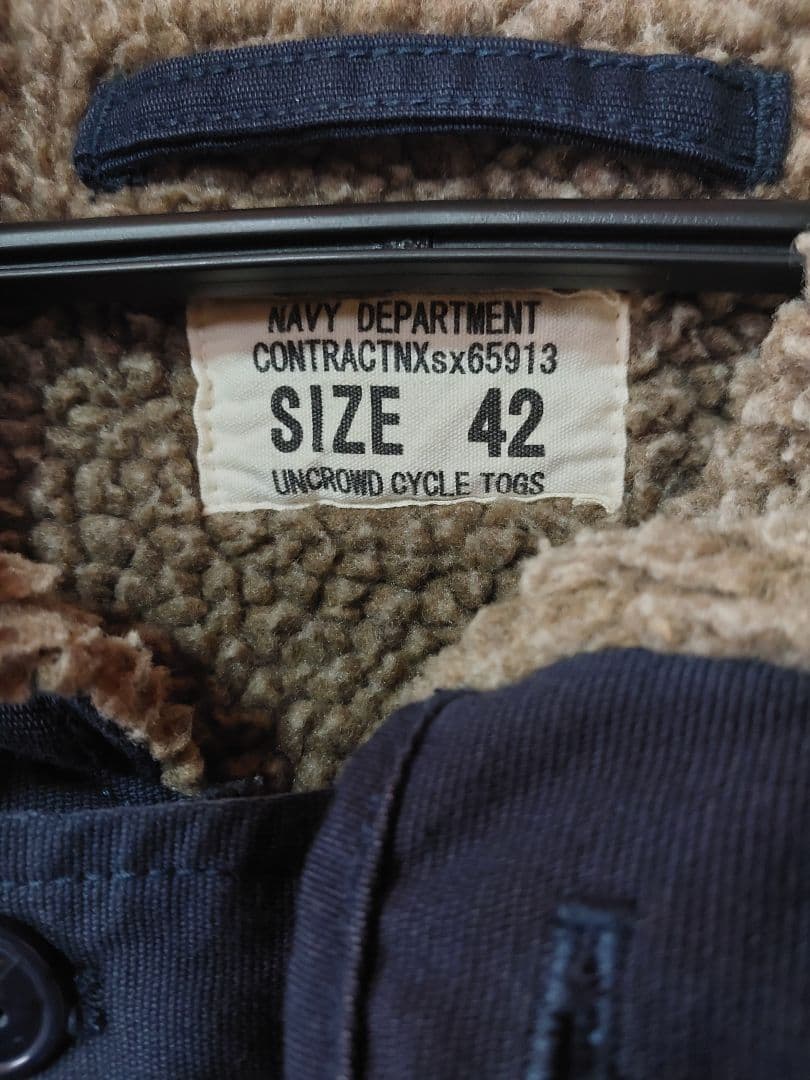 NAVY DEPARTMENT
CONTRACTNXsx65913
SIZE 42
UNCROWD CYCLE TOGS